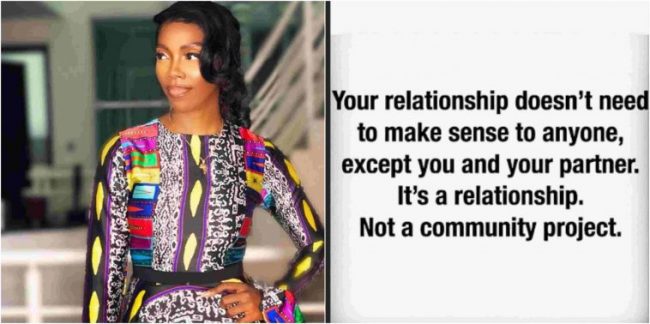 Your relationship doesn't need
to make sense to anyone,
except you and your partner.
It's a relationship.
Not a community project.